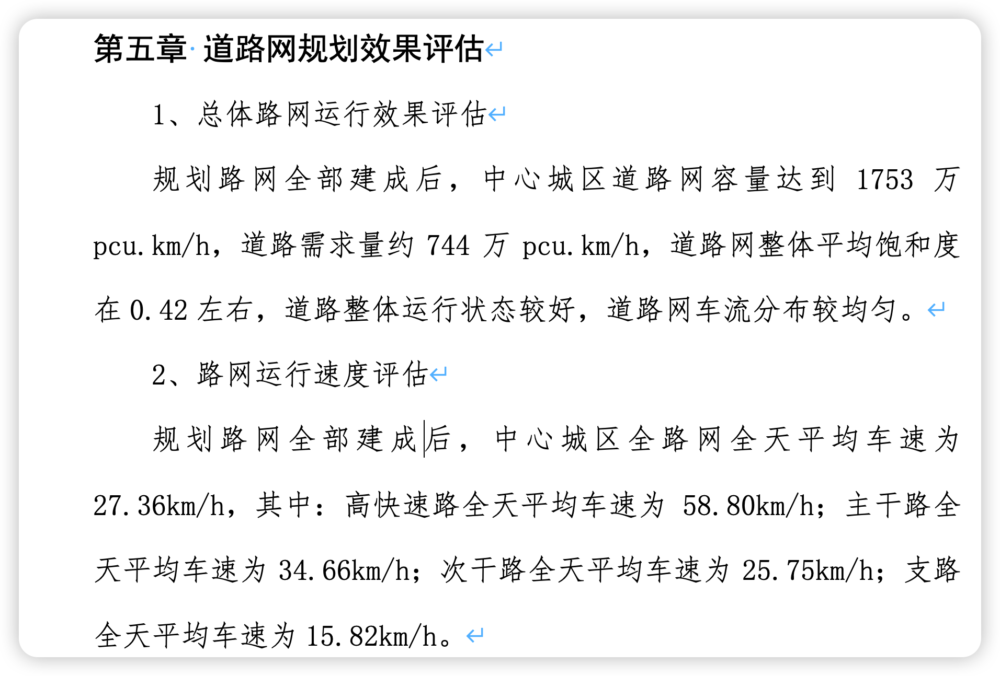 第五章 道路网规划效果评估
1、总体路网运行效果评估
规划路网全部建成后，中心城区道路网容量达到 1753 万
pcu.km/h，道路需求量约 744 万 pcu.km/h，道路网整体平均饱和度
在 0.42 左右，道路整体运行状态较好，道路网车流分布较均匀。
2、路网运行速度评估
规划路网全部建成后，中心城区全路网全天平均车速为
27.36km/h，其中：高快速路全天平均车速为 58.80km/h；主干路全
天平均车速为 34.66km/h；次干路全天平均车速为 25.75km/h；支路
全天平均车速为 15.82km/h。